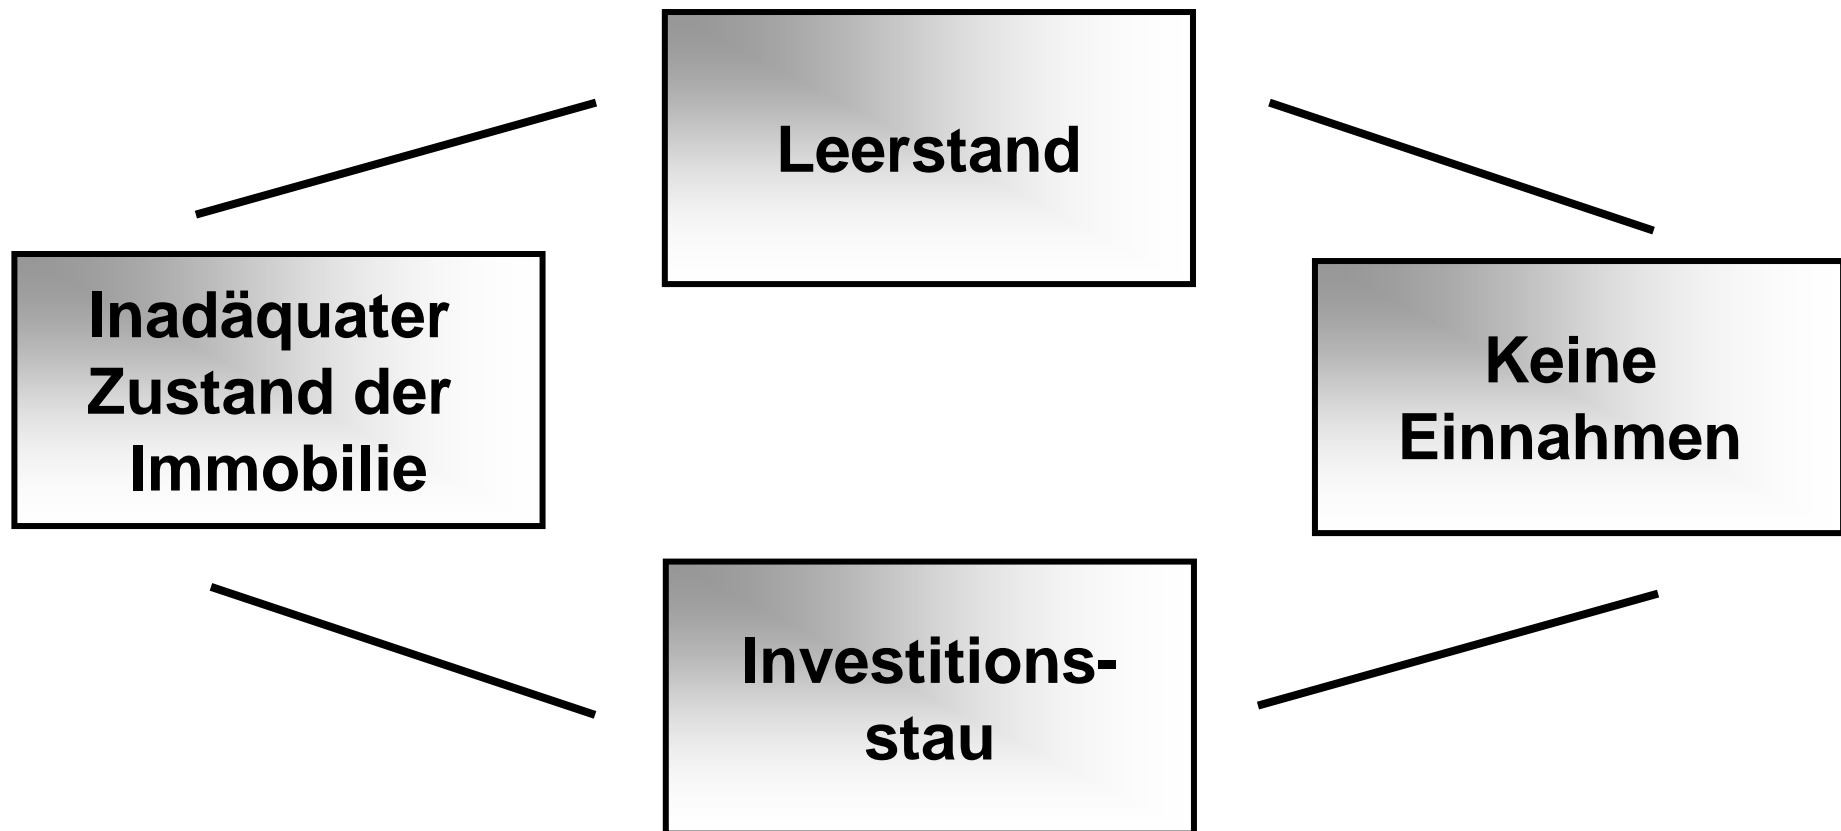 Leerstand
Inadäquater
Zustand der
Immobilie
Keine
Einnahmen
Investitions-
stau